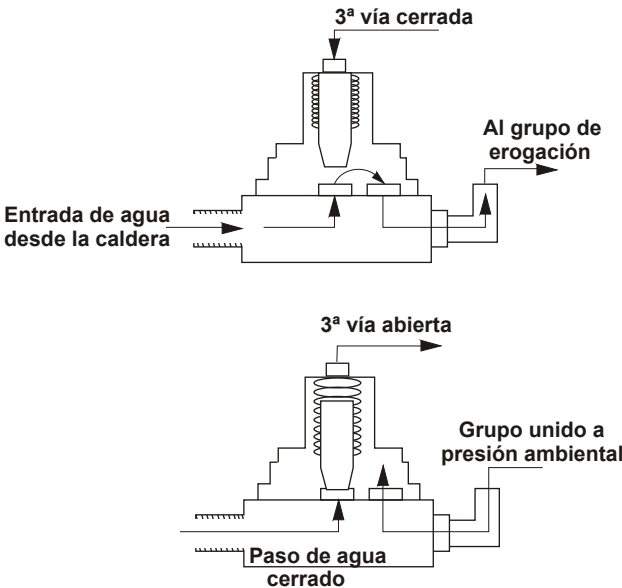 3ª vía cerrada
Al grupo de
erogación
Entrada de agua
desde la caldera
3ª vía abierta
Grupo unido a
presión ambiental
Paso de agua
cerrado